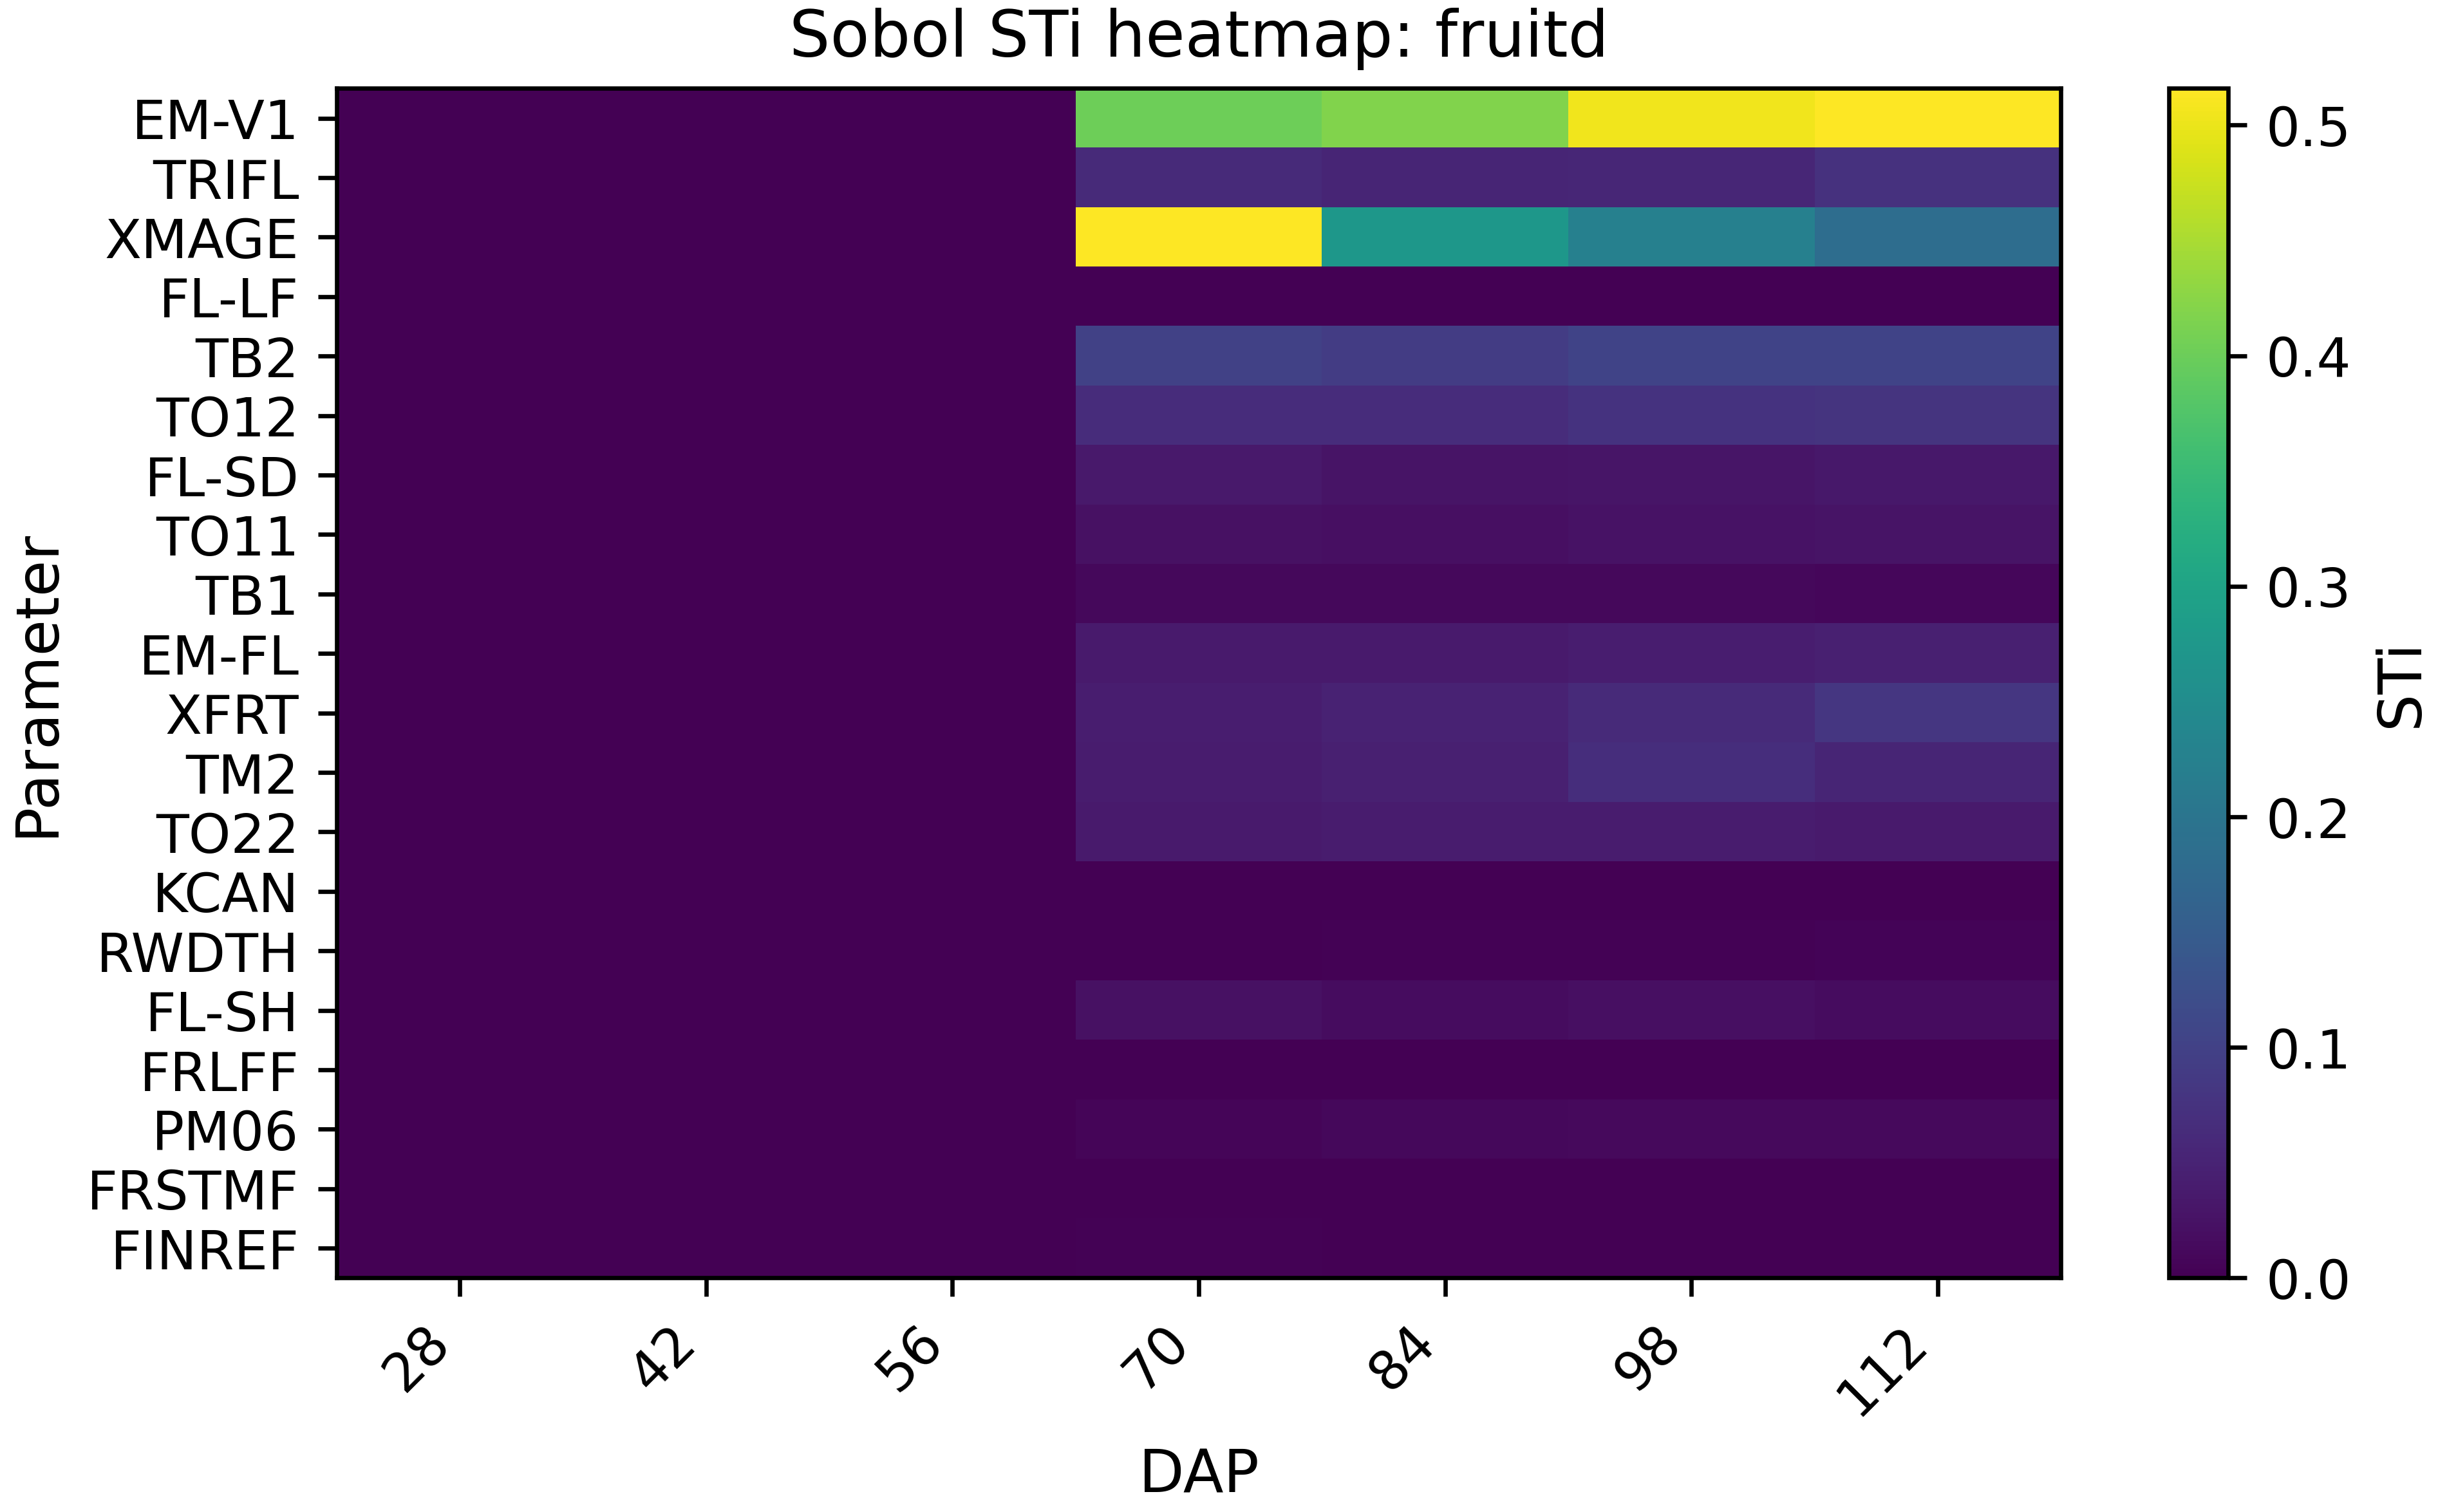 Sobol STi heatmap: fruitd
EM-V1
TRIFL
XMAGE
FL-LF
TB2
TO12
FL-SD
TO11
TB1
EM-FL
XFRT
TM2
TO22
KCAN
RWDTH
FL-SH
FRLFF
PM06
FRSTMF
FINREF
Parameter
28
42
56
70
84
98
112
DAP
0.5
0.4
0.3
0.2
0.1
0.0
STi